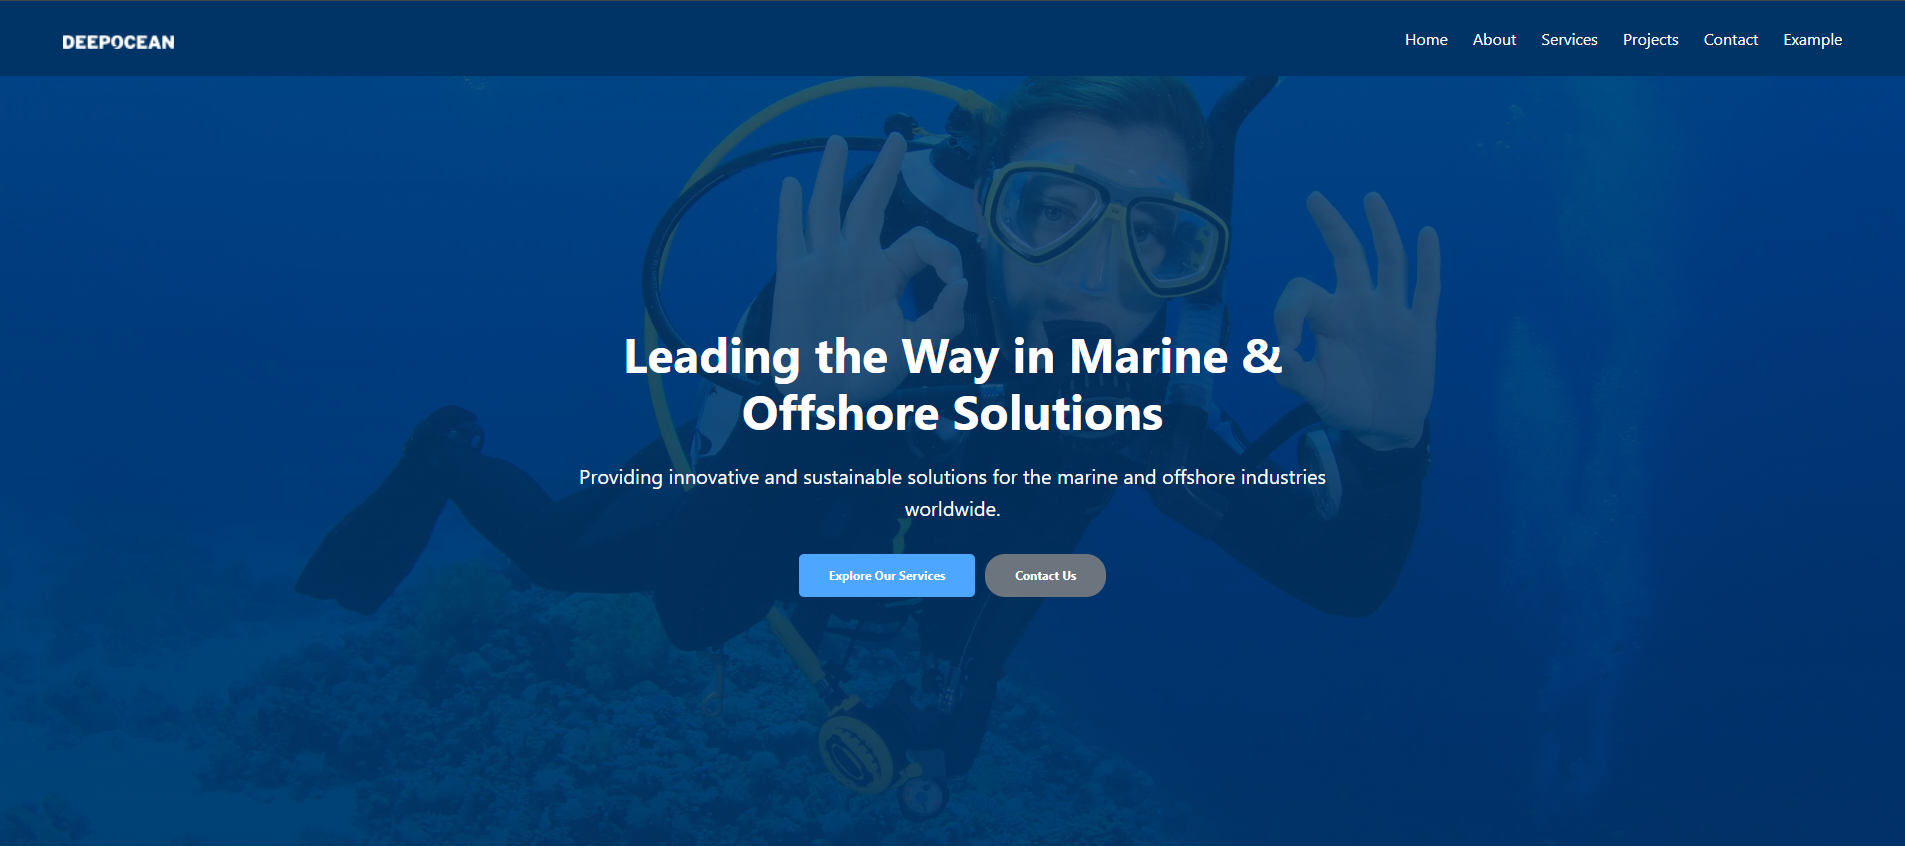 DEEPOCEAN
Home About Services Projects Contact Example
Leading the Way in Marine &
Offshore Solutions
Providing innovative and sustainable solutions for the marine and offshore industries
worldwide.
Explore Our Services Contact Us